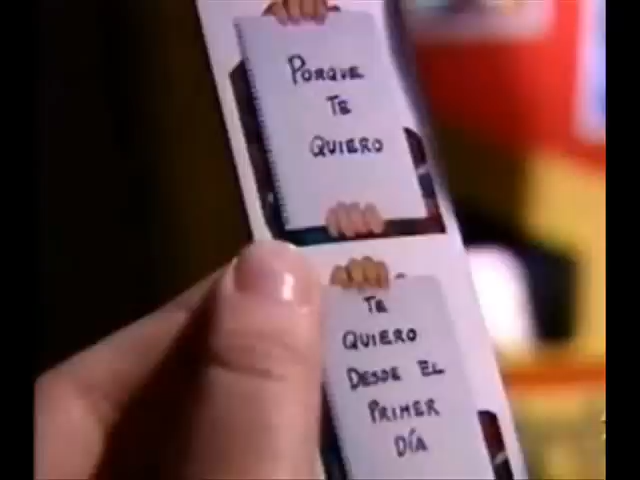 PORQUE
TE
QUIERO
TE
QUIERO
DESDE EL
PRIMER
DÍA